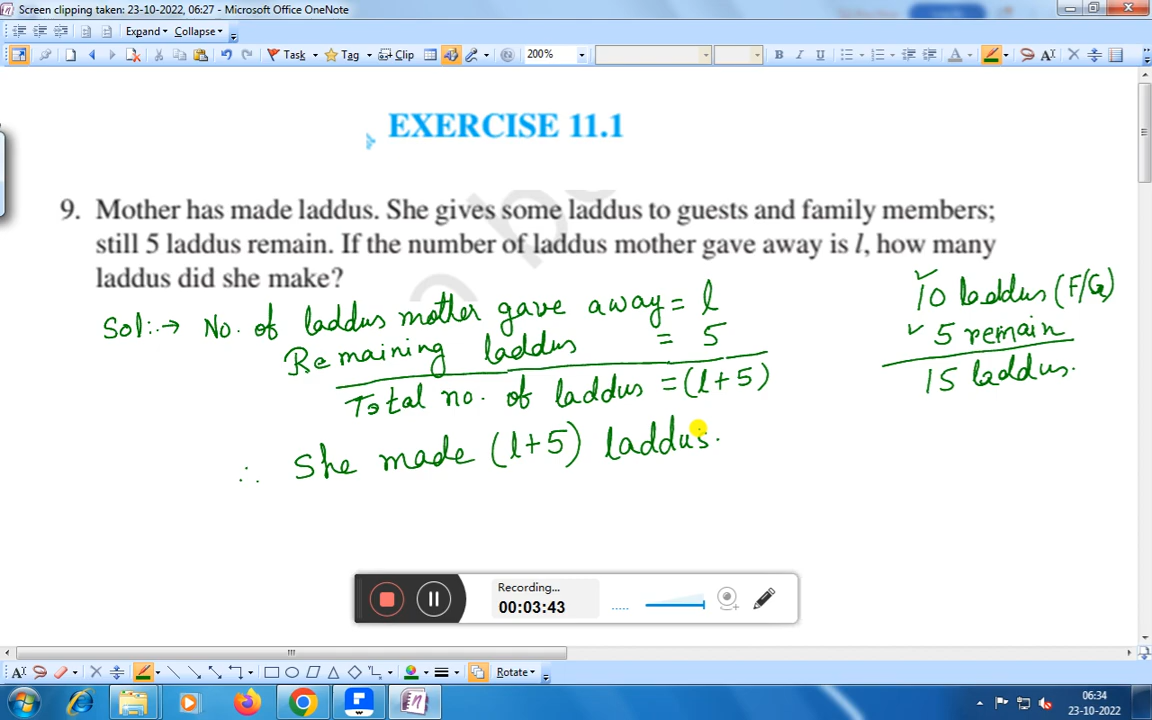 Screen clipping taken: 23-10-2022, 06:27 - Microsoft Office OneNote
Expand Collapse
Task Tag Clip 200% B I U A
EXERCISE 11.1
9. Mother has made laddus. She gives some laddus to guests and family members;
still 5 laddus remain. If the number of laddus mother gave away is l, how many
laddus did she make?
Sol:→ No. of laddus mother gave away = l
Remaining laddus = 5
Total no. of laddus = (l+5)
∴ She made (l+5) laddus.
10 laddus (F/G)
5 remain
15 laddus.
Recording...
00:03:43
Rotate
06:34
23-10-2022